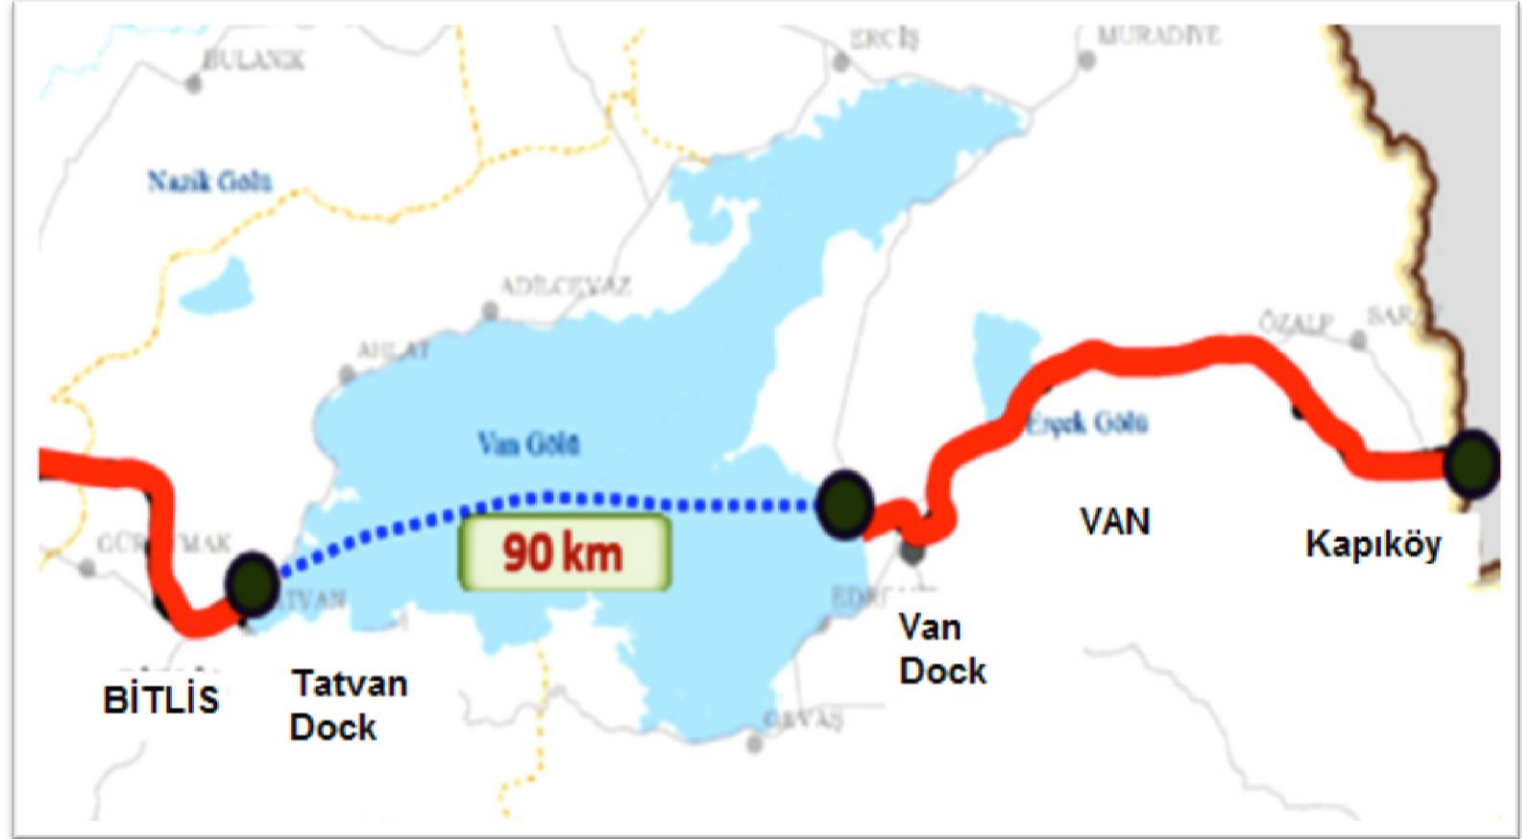 ERCİŞ
MURADİYE
BULANIK
Nazik Gölü
ADİLCEVAZ
ÖZALP
AHLAT
Erçek Gölü
Van Gölü
VAN
Kapıköy
90 km
Van
Dock
BİTLİS
Tatvan
Dock
GEVAŞ